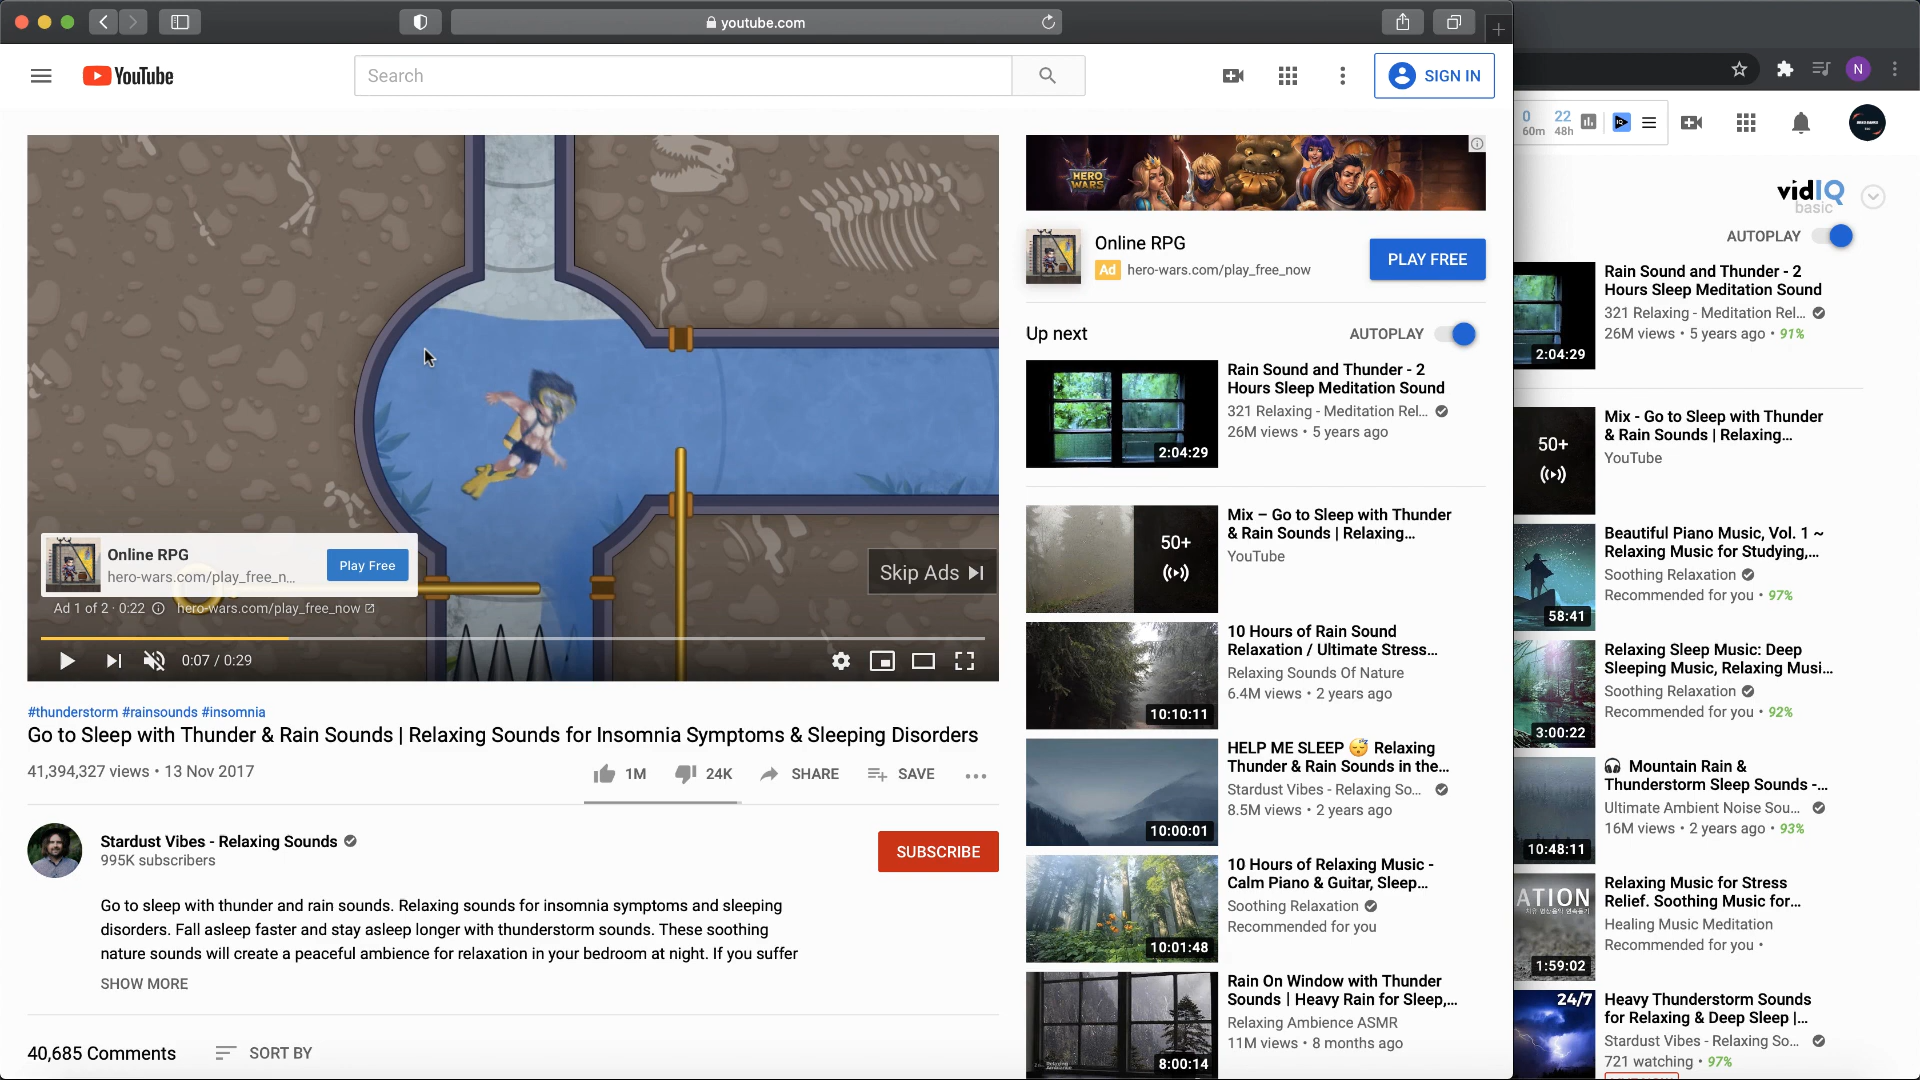 youtube.com
YouTube
Search
SIGN IN
HERO
WARS
Online RPG
Ad hero-wars.com/play_free_now
PLAY FREE
Online RPG
hero-wars.com/play_free_n...
Play Free
Skip Ads
Ad 1 of 2 · 0:22
hero-wars.com/play_free_now
0:07 / 0:29
#thunderstorm #rainsounds #insomnia
Go to Sleep with Thunder & Rain Sounds | Relaxing Sounds for Insomnia Symptoms & Sleeping Disorders
41,394,327 views • 13 Nov 2017
1M
24K
SHARE
SAVE
Stardust Vibes - Relaxing Sounds
995K subscribers
SUBSCRIBE
Go to sleep with thunder and rain sounds. Relaxing sounds for insomnia symptoms and sleeping
disorders. Fall asleep faster and stay asleep longer with thunderstorm sounds. These soothing
nature sounds will create a peaceful ambience for relaxation in your bedroom at night. If you suffer
SHOW MORE
40,685 Comments
SORT BY
Up next
AUTOPLAY
2:04:29
Rain Sound and Thunder - 2
Hours Sleep Meditation Sound
321 Relaxing - Meditation Rel...
26M views • 5 years ago
50+
Mix – Go to Sleep with Thunder
& Rain Sounds | Relaxing...
YouTube
10:10:11
10 Hours of Rain Sound
Relaxation / Ultimate Stress...
Relaxing Sounds Of Nature
6.4M views • 2 years ago
10:00:01
HELP ME SLEEP 😴 Relaxing
Thunder & Rain Sounds in the...
Stardust Vibes - Relaxing So...
8.5M views • 2 years ago
10:01:48
10 Hours of Relaxing Music -
Calm Piano & Guitar, Sleep...
Soothing Relaxation
Recommended for you
8:00:14
Rain On Window with Thunder
Sounds | Heavy Rain for Sleep,...
Relaxing Ambience ASMR
11M views • 8 months ago
N
0
60m
22
48h
vidIQ
basic
AUTOPLAY
2:04:29
Rain Sound and Thunder - 2
Hours Sleep Meditation Sound
321 Relaxing - Meditation Rel...
26M views • 5 years ago • 91%
50+
Mix - Go to Sleep with Thunder
& Rain Sounds | Relaxing...
YouTube
58:41
Beautiful Piano Music, Vol. 1 ~
Relaxing Music for Studying,...
Soothing Relaxation
Recommended for you • 97%
3:00:22
Relaxing Sleep Music: Deep
Sleeping Music, Relaxing Musi...
Soothing Relaxation
Recommended for you • 92%
10:48:11
🎧 Mountain Rain &
Thunderstorm Sleep Sounds -...
Ultimate Ambient Noise Sou...
16M views • 2 years ago • 93%
ATION
1:59:02
Relaxing Music for Stress
Relief. Soothing Music for...
Healing Music Meditation
Recommended for you •
24/7
Heavy Thunderstorm Sounds
for Relaxing & Deep Sleep |...
Stardust Vibes - Relaxing So...
721 watching • 97%